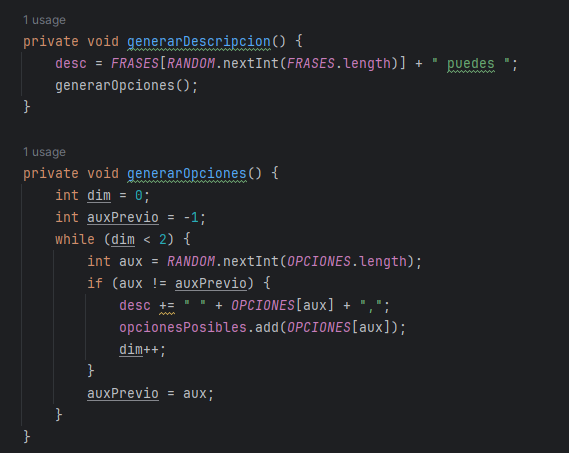 1 usage
private void generarDescripcion() {
    desc = FRASES[RANDOM.nextInt(FRASES.length)] + " puedes ";
    generarOpciones();
}
1 usage
private void generarOpciones() {
    int dim = 0;
    int auxPrevio = -1;
    while (dim < 2) {
        int aux = RANDOM.nextInt(OPCIONES.length);
        if (aux != auxPrevio) {
            desc += " " + OPCIONES[aux] + ",";
            opcionesPosibles.add(OPCIONES[aux]);
            dim++;
        }
        auxPrevio = aux;
    }
}